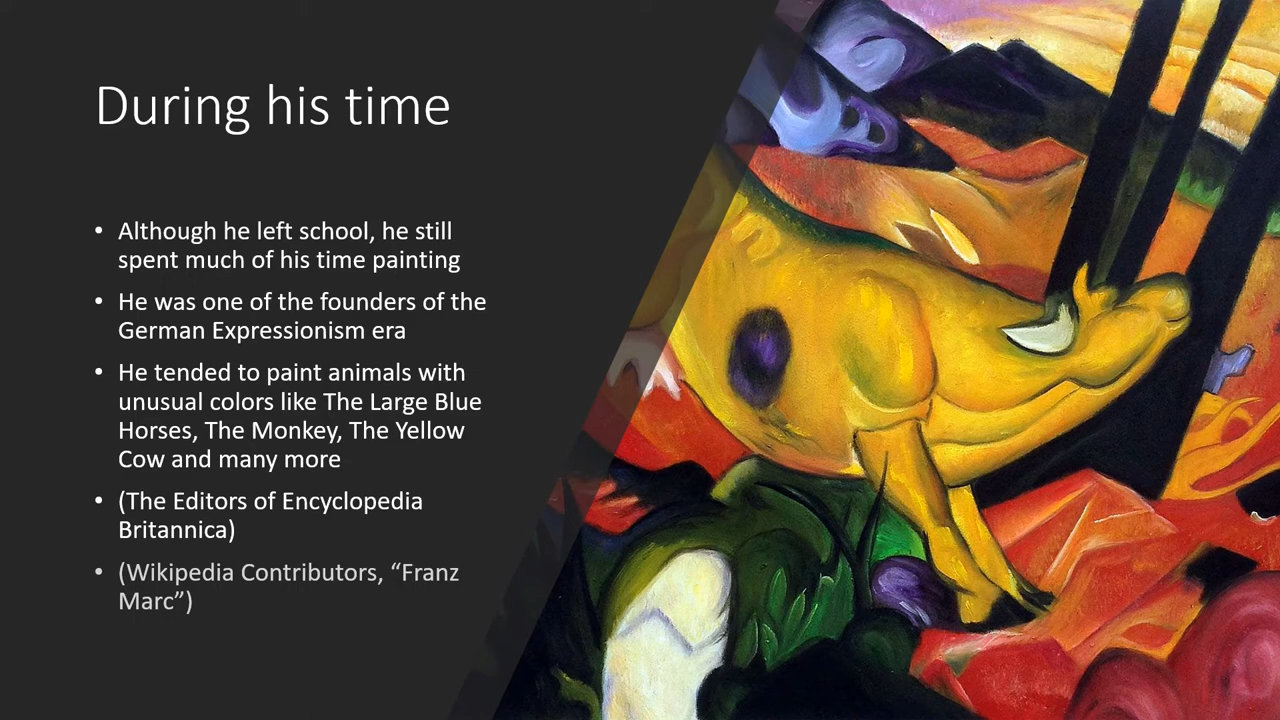 During his time
• Although he left school, he still
spent much of his time painting
• He was one of the founders of the
German Expressionism era
• He tended to paint animals with
unusual colors like The Large Blue
Horses, The Monkey, The Yellow
Cow and many more
• (The Editors of Encyclopedia
Britannica)
• (Wikipedia Contributors, “Franz
Marc”)